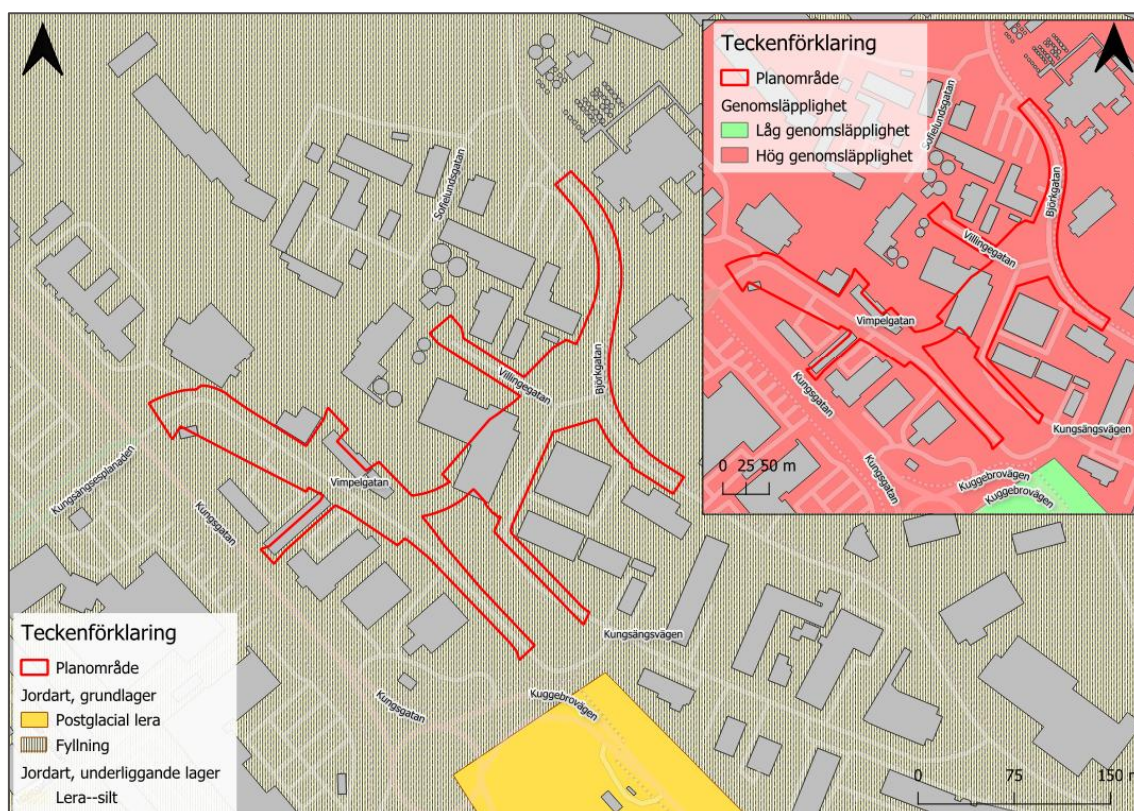 Sofielundsgatan
Björkgatan
Villingegatan
Vimpelgatan
Kungsängsesplanaden
Kungsgatan
Kungsängsvägen
Kungsgatan
Kuggebrovägen
Teckenförklaring
Planområde
Jordart, grundlager
Postglacial lera
Fyllning
Jordart, underliggande lager
Lera--silt
0 75 150 m
Teckenförklaring
Planområde
Genomsläpplighet
Låg genomsläpplighet
Hög genomsläpplighet
Sofielundsgatan
Björkgatan
Villingegatan
Vimpelgatan
Kungsgatan
Kungsängsvägen
Kungsgatan
Kuggebrovägen
Kuggebrovägen
0 25 50 m